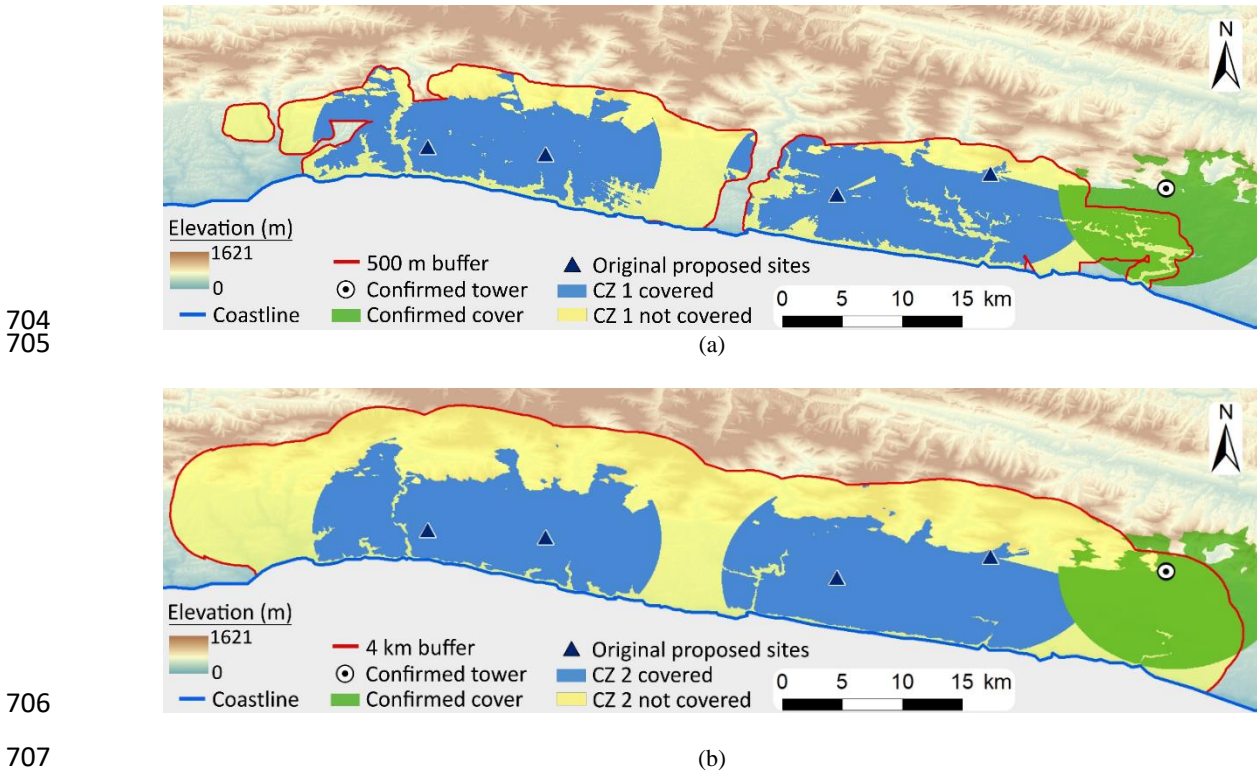 N
Elevation (m)
1621
0
Coastline
500 m buffer
Confirmed tower
Confirmed cover
Original proposed sites
CZ 1 covered
CZ 1 not covered
0 5 10 15 km
704
705
(a)
N
Elevation (m)
1621
0
Coastline
4 km buffer
Confirmed tower
Confirmed cover
Original proposed sites
CZ 2 covered
CZ 2 not covered
0 5 10 15 km
706
707
(b)